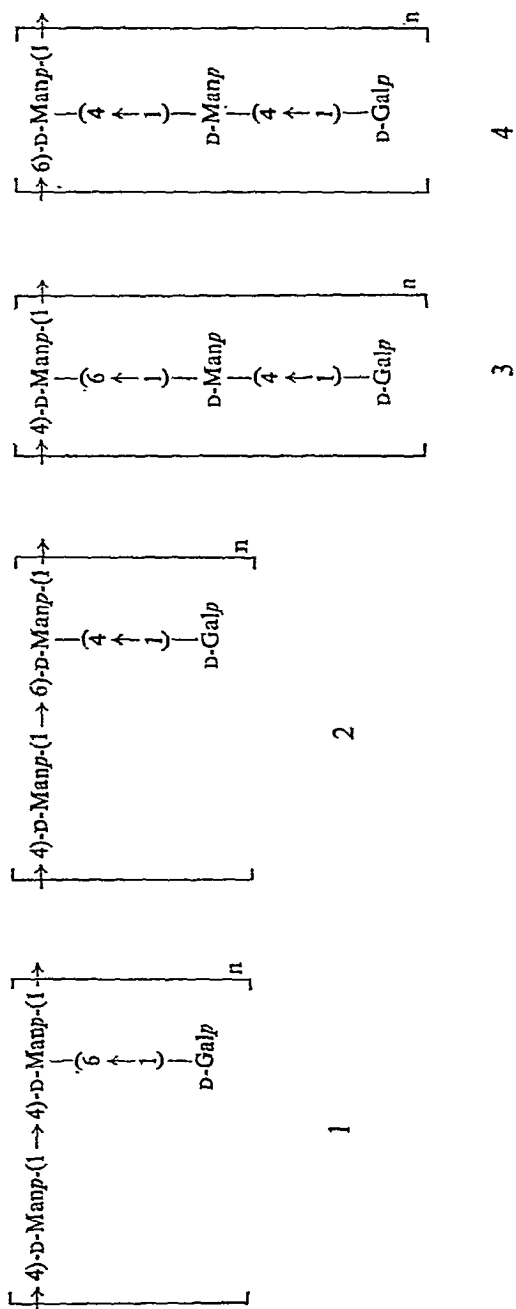 [→4)-D-Manp-(1 → 4)-D-Manp-(1 →]n
(6 ← 1)
D-Galp
1
[→4)-D-Manp-(1 → 6)-D-Manp-(1 →]n
(4 ← 1)
D-Galp
2
[→4)-D-Manp-(1 →]n
(6 ← 1)
D-Manp
(4 ← 1)
D-Galp
3
[→6)-D-Manp-(1 →]n
(4 ← 1)
D-Manp
(4 ← 1)
D-Galp
4